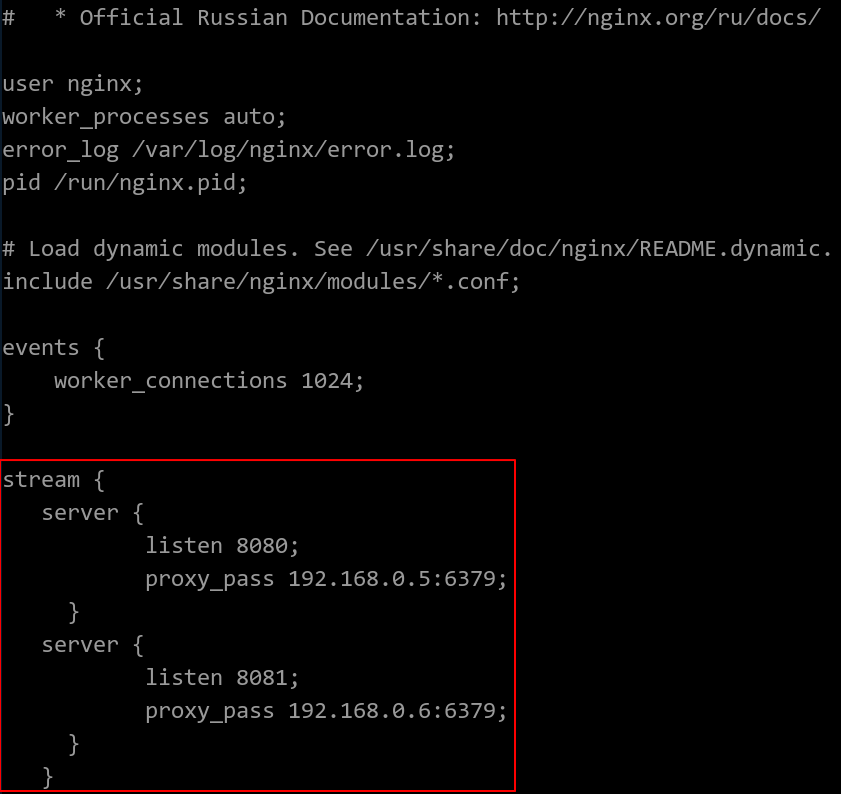 #   * Official Russian Documentation: http://nginx.org/ru/docs/
user nginx;
worker_processes auto;
error_log /var/log/nginx/error.log;
pid /run/nginx.pid;
# Load dynamic modules. See /usr/share/doc/nginx/README.dynamic.
include /usr/share/nginx/modules/*.conf;
events {
    worker_connections 1024;
}
stream {
   server {
           listen 8080;
           proxy_pass 192.168.0.5:6379;
     }
   server {
           listen 8081;
           proxy_pass 192.168.0.6:6379;
     }
   }